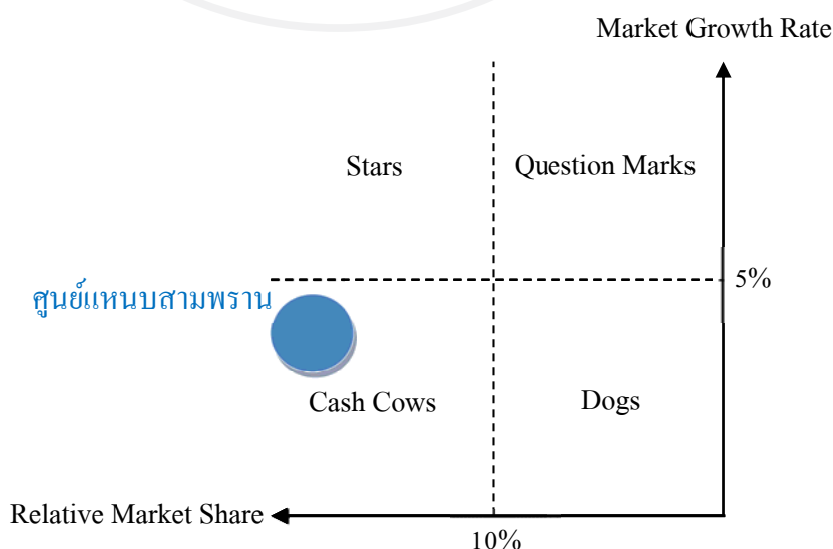 Market Growth Rate
Stars
Question Marks
5%
ศูนย์แหนบสามพราน
Cash Cows
Dogs
Relative Market Share
10%